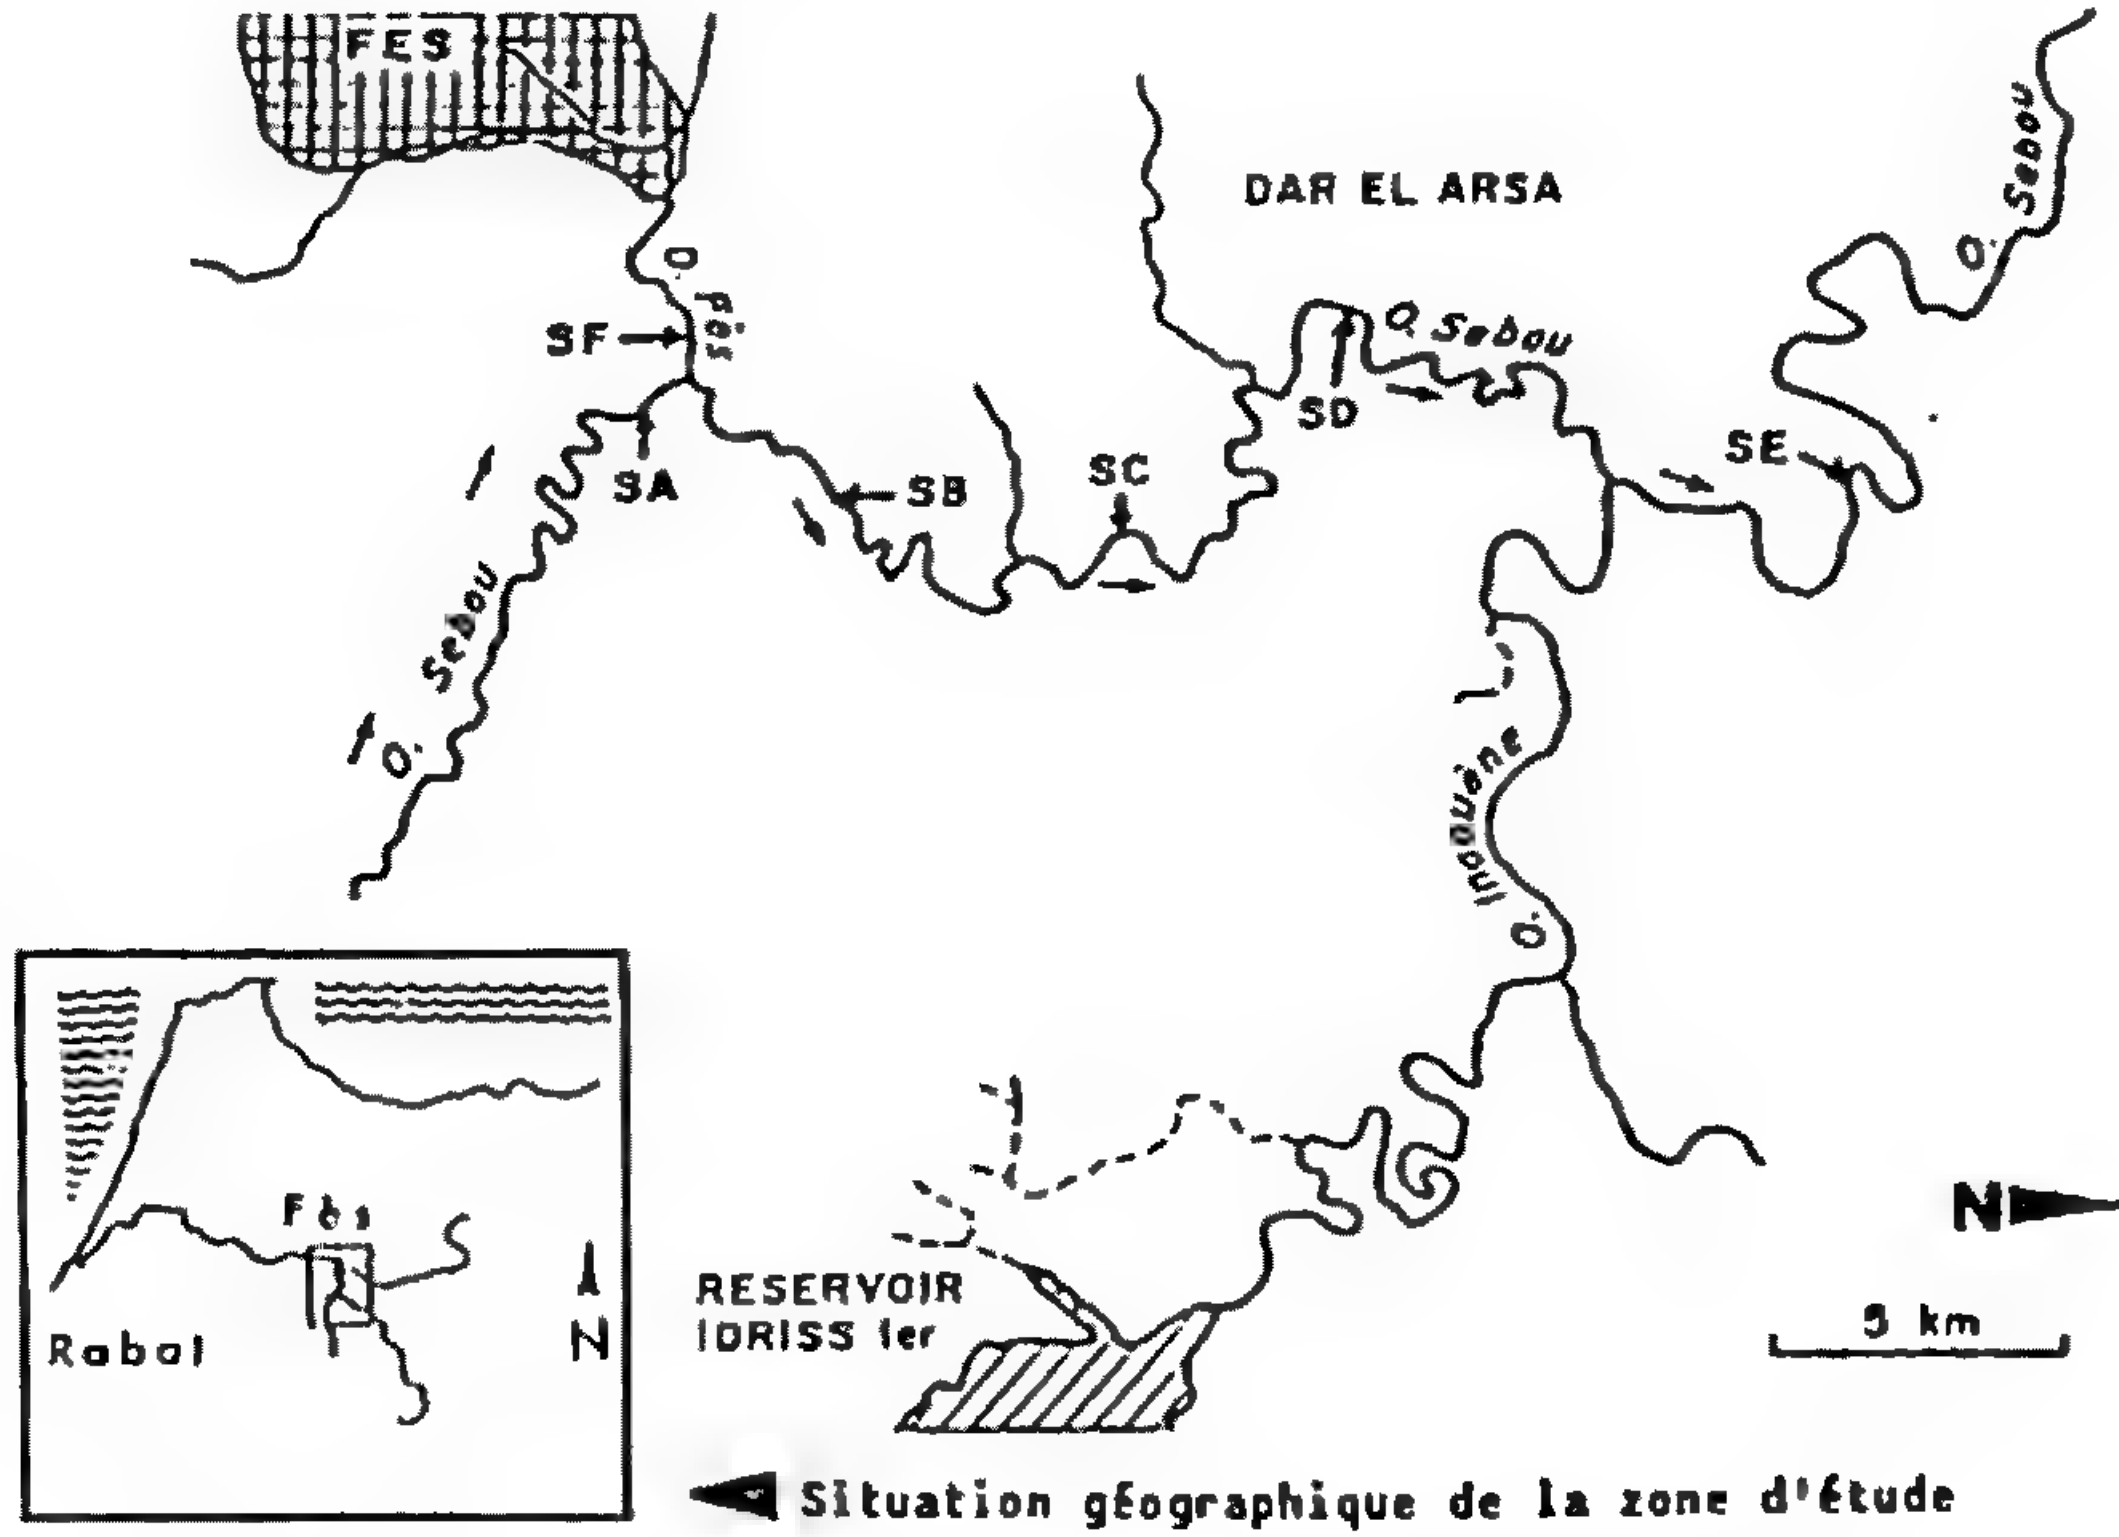 FES
O. Sebou
DAR EL ARSA
O. Fès
SF
O. Sebou
SD
SE
SA
SB
SC
O. Sebou
O. Inaouène
Fès
Rabat
N
RESERVOIR
IDRISS 1er
N
9 km
Situation géographique de la zone d'Étude